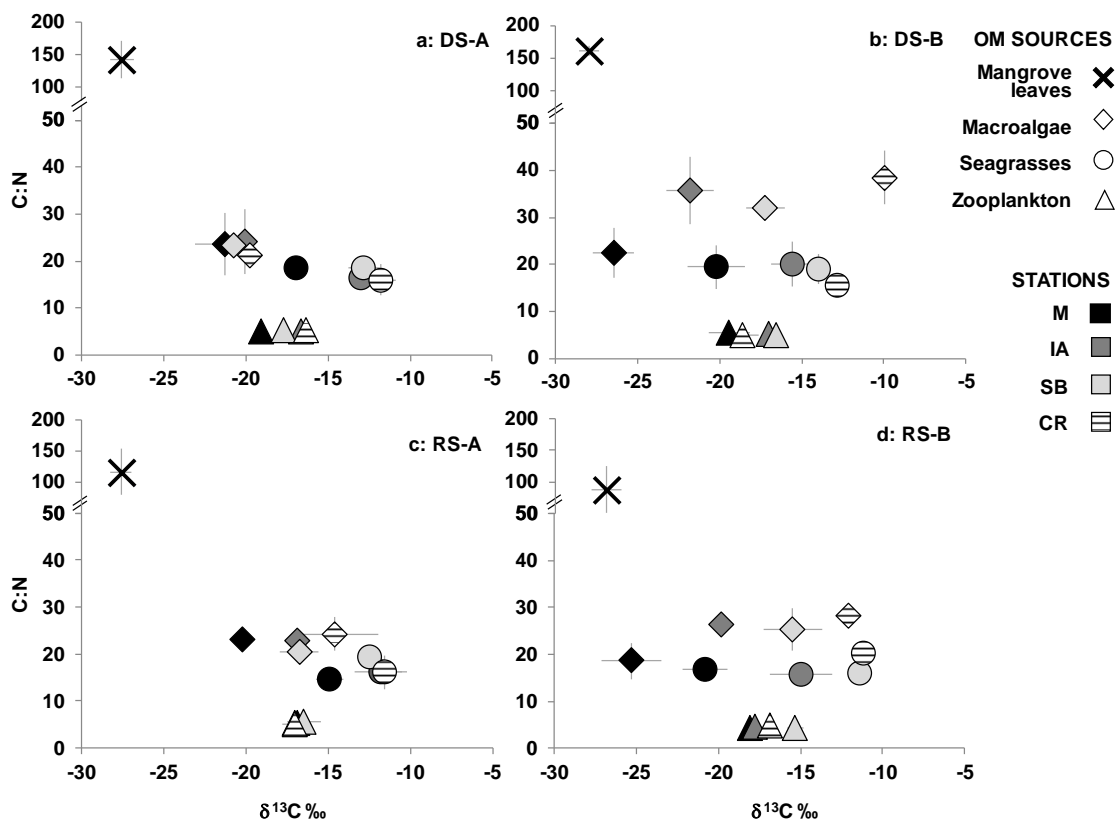 a: DS-A
200
150
100
50
40
30
20
10
0
C:N
-30 -25 -20 -15 -10 -5
b: DS-B
200
150
100
50
40
30
20
10
0
-30 -25 -20 -15 -10 -5
OM SOURCES
Mangrove
leaves
Macroalgae
Seagrasses
Zooplankton
STATIONS
M
IA
SB
CR
c: RS-A
200
150
100
50
40
30
20
10
0
C:N
-30 -25 -20 -15 -10 -5
δ¹³C ‰
d: RS-B
200
150
100
50
40
30
20
10
0
-30 -25 -20 -15 -10 -5
δ¹³C ‰